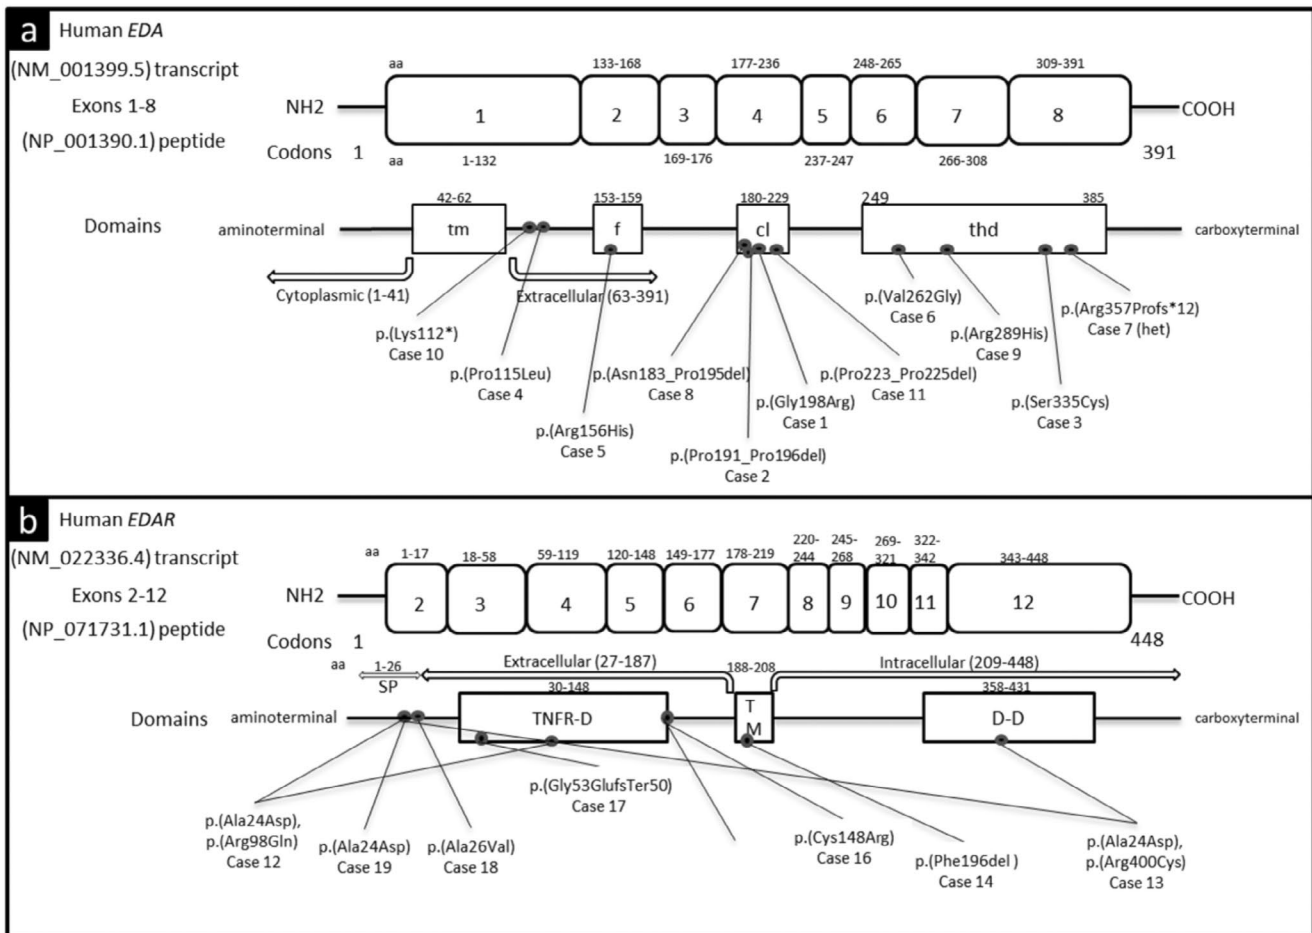 a Human EDA
(NM_001399.5) transcript
Exons 1-8
(NP_001390.1) peptide
aa 133-168 177-236 248-265 309-391
NH2 1 2 3 4 5 6 7 8 COOH
Codons 1 aa 1-132 169-176 237-247 266-308 391
42-62 153-159 180-229 249 385
Domains aminoterminal tm f cl thd carboxyterminal
Cytoplasmic (1-41) Extracellular (63-391)
p.(Lys112*)
Case 10
p.(Pro115Leu)
Case 4
p.(Arg156His)
Case 5
p.(Asn183_Pro195del)
Case 8
p.(Pro191_Pro196del)
Case 2
p.(Gly198Arg)
Case 1
p.(Pro223_Pro225del)
Case 11
p.(Val262Gly)
Case 6
p.(Arg289His)
Case 9
p.(Ser335Cys)
Case 3
p.(Arg357Profs*12)
Case 7 (het)
b Human EDAR
(NM_022336.4) transcript
Exons 2-12
(NP_071731.1) peptide
aa 1-17 18-58 59-119 120-148 149-177 178-219 220-244 245-268 269-321 322-342 343-448
NH2 2 3 4 5 6 7 8 9 10 11 12 COOH
Codons 1 448
aa 1-26 Extracellular (27-187) 188-208 Intracellular (209-448)
SP 30-148 358-431
Domains aminoterminal TNFR-D TM D-D carboxyterminal
p.(Ala24Asp),
p.(Arg98Gln)
Case 12
p.(Ala24Asp)
Case 19
p.(Ala26Val)
Case 18
p.(Gly53GlufsTer50)
Case 17
p.(Cys148Arg)
Case 16
p.(Phe196del )
Case 14
p.(Ala24Asp),
p.(Arg400Cys)
Case 13